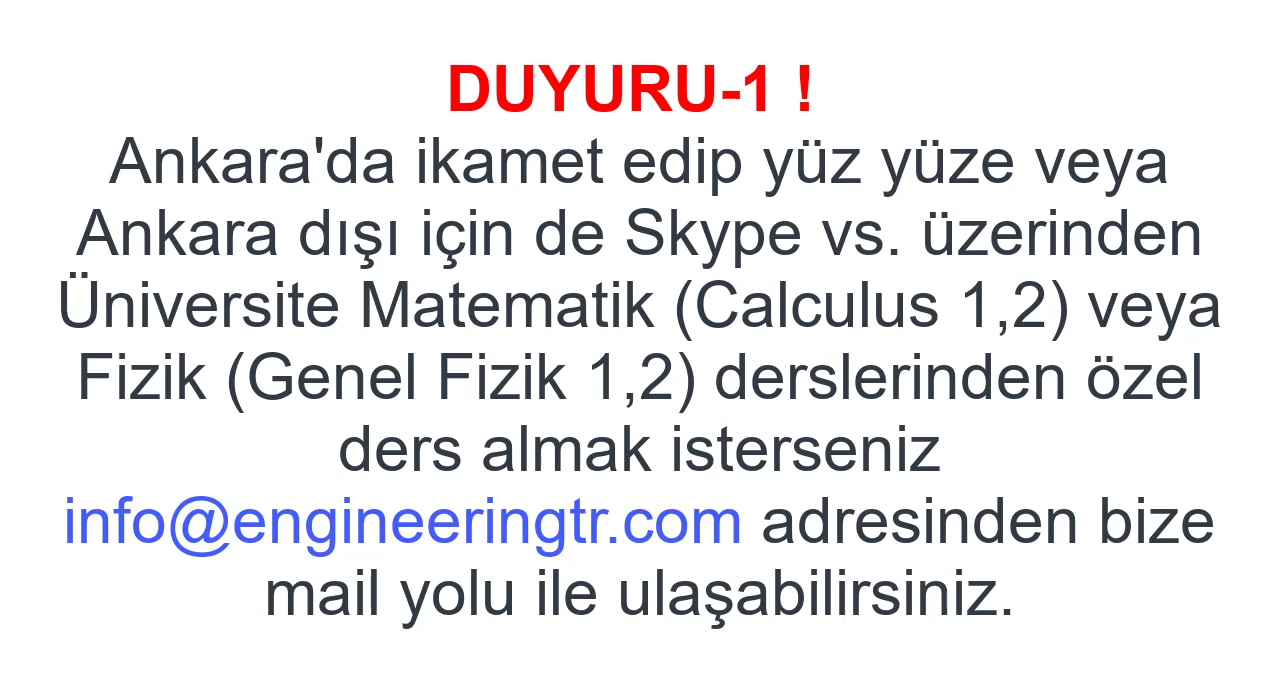 DUYURU-1 !
Ankara'da ikamet edip yüz yüze veya
Ankara dışı için de Skype vs. üzerinden
Üniversite Matematik (Calculus 1,2) veya
Fizik (Genel Fizik 1,2) derslerinden özel
ders almak isterseniz
info@engineeringtr.com adresinden bize
mail yolu ile ulaşabilirsiniz.